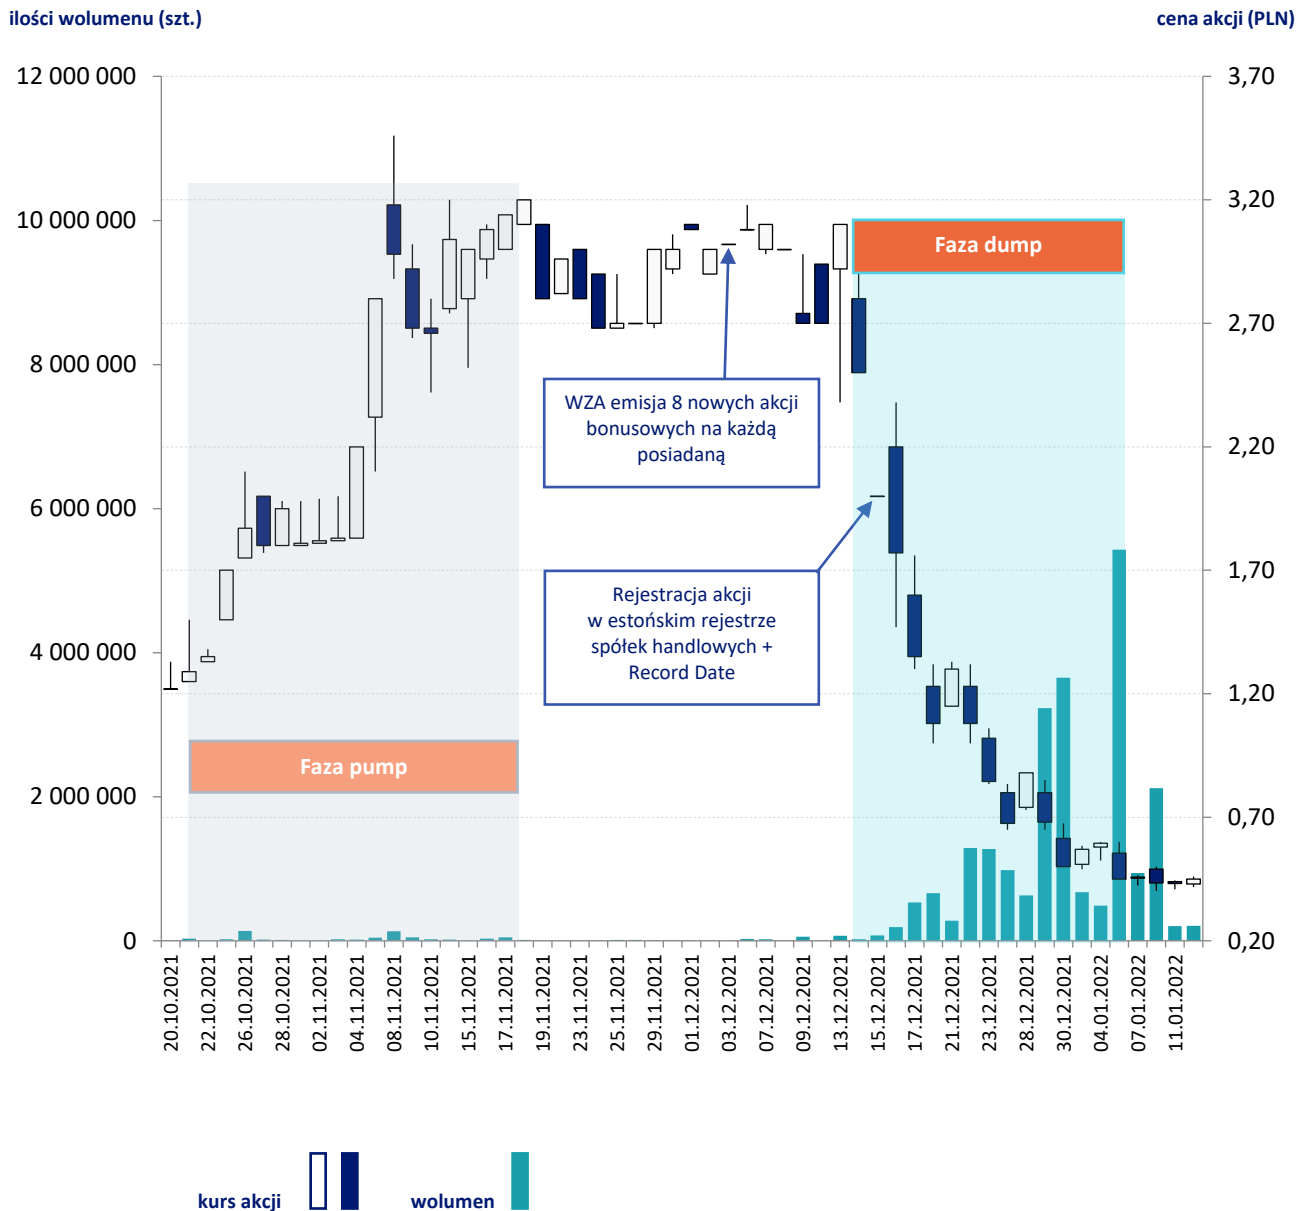 ilości wolumenu (szt.)
cena akcji (PLN)
12 000 000
10 000 000
8 000 000
6 000 000
4 000 000
2 000 000
0
3,70
3,20
2,70
2,20
1,70
1,20
0,70
0,20
Faza dump
WZA emisja 8 nowych akcji
bonusowych na każdą
posiadaną
Rejestracja akcji
w estońskim rejestrze
spółek handlowych +
Record Date
Faza pump
20.10.2021
22.10.2021
26.10.2021
28.10.2021
02.11.2021
04.11.2021
08.11.2021
10.11.2021
15.11.2021
17.11.2021
19.11.2021
23.11.2021
25.11.2021
29.11.2021
01.12.2021
03.12.2021
07.12.2021
09.12.2021
13.12.2021
15.12.2021
17.12.2021
21.12.2021
23.12.2021
28.12.2021
30.12.2021
04.01.2022
07.01.2022
11.01.2022
kurs akcji
wolumen